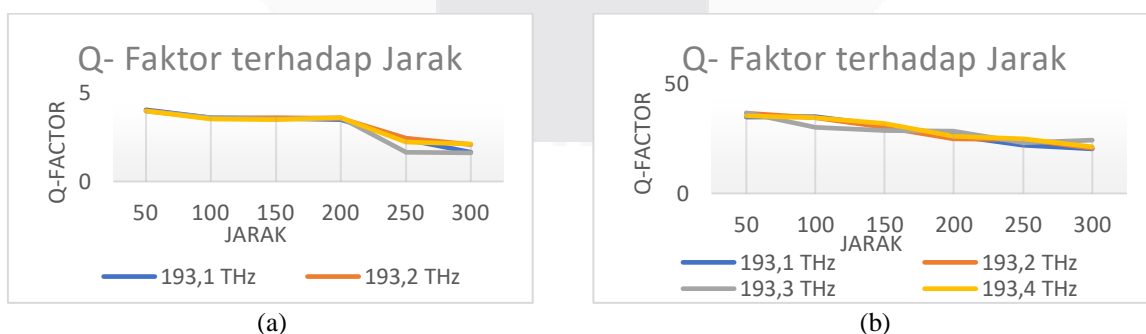 Q- Faktor terhadap Jarak
5
0
Q-FACTOR
50 100 150 200 250 300
JARAK
193,1 THz 193,2 THz
(a)
Q- Faktor terhadap Jarak
50
0
Q-FACTOR
50 100 150 200 250 300
JARAK
193,1 THz 193,2 THz
193,3 THz 193,4 THz
(b)